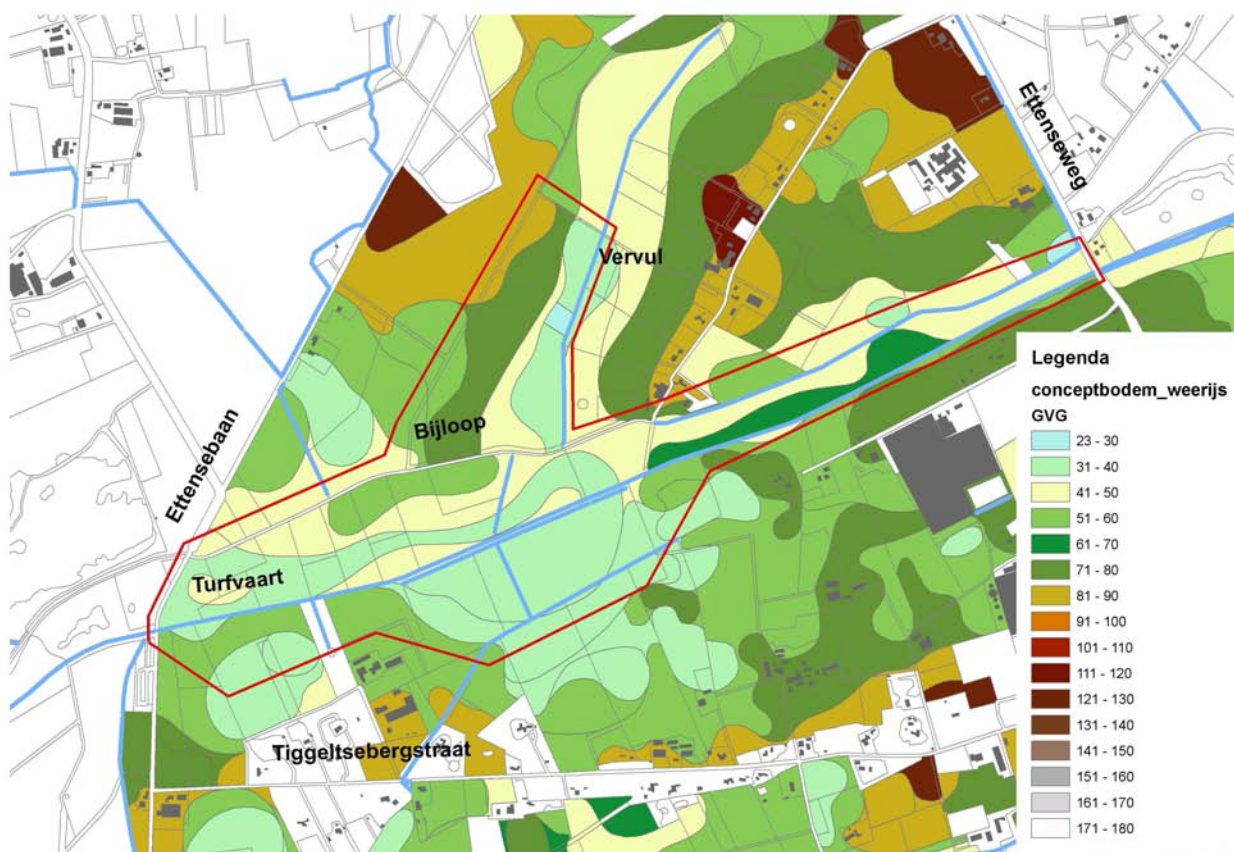 Ettenseweg
Vervul
Bijloop
Ettensebaan
Turfvaart
Tiggeltsebergstraat
Legenda
conceptbodem_weerijs
GVG
23 - 30
31 - 40
41 - 50
51 - 60
61 - 70
71 - 80
81 - 90
91 - 100
101 - 110
111 - 120
121 - 130
131 - 140
141 - 150
151 - 160
161 - 170
171 - 180